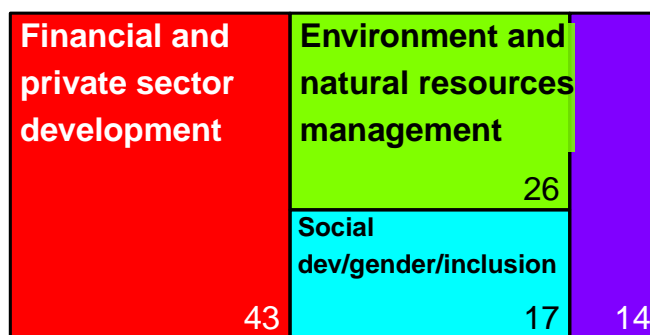 Financial and
private sector
development
43
Environment and
natural resources
management
26
Social
dev/gender/inclusion
17
14